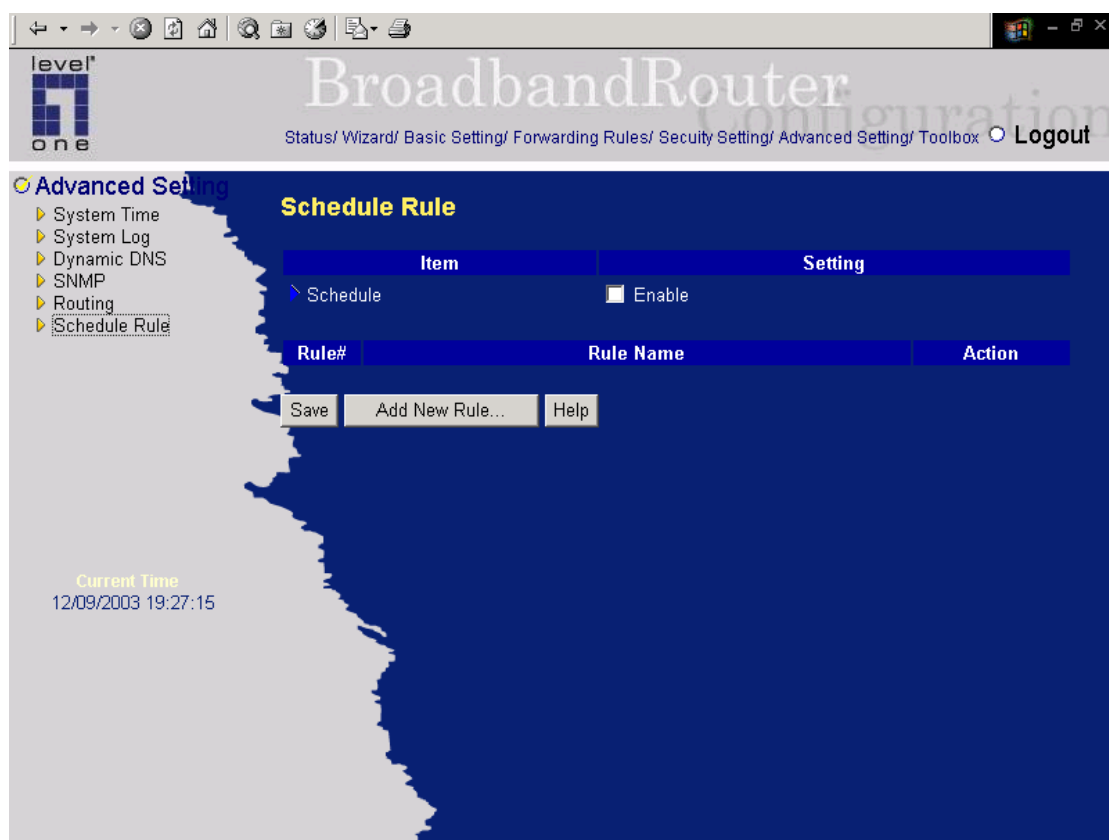 level
one
BroadbandRouter
Configuration
Status/ Wizard/ Basic Setting/ Forwarding Rules/ Secuity Setting/ Advanced Setting/ Toolbox
Logout
Advanced Setting
System Time
System Log
Dynamic DNS
SNMP
Routing
Schedule Rule
Current Time
12/09/2003 19:27:15
Schedule Rule
Item Setting
Schedule Enable
Rule# Rule Name Action
Save Add New Rule... Help